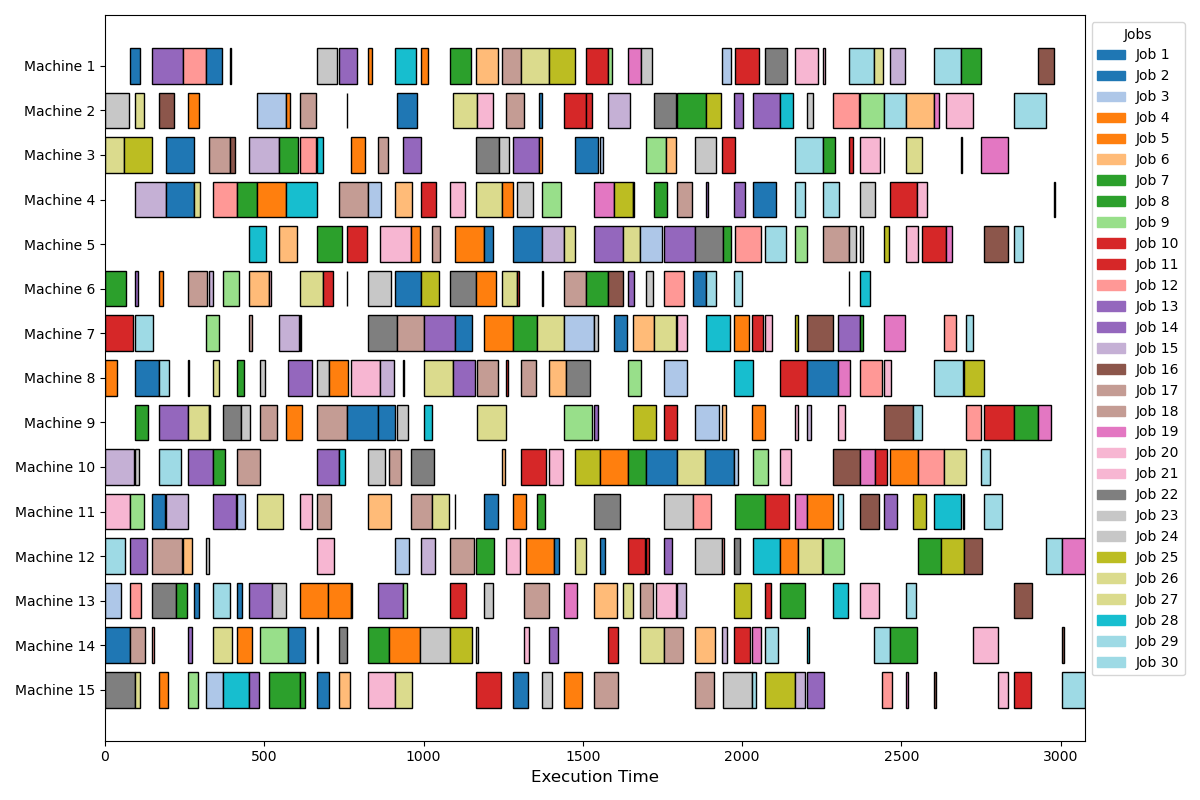 Machine 1
Machine 2
Machine 3
Machine 4
Machine 5
Machine 6
Machine 7
Machine 8
Machine 9
Machine 10
Machine 11
Machine 12
Machine 13
Machine 14
Machine 15
0 500 1000 1500 2000 2500 3000
Execution Time
Jobs
Job 1
Job 2
Job 3
Job 4
Job 5
Job 6
Job 7
Job 8
Job 9
Job 10
Job 11
Job 12
Job 13
Job 14
Job 15
Job 16
Job 17
Job 18
Job 19
Job 20
Job 21
Job 22
Job 23
Job 24
Job 25
Job 26
Job 27
Job 28
Job 29
Job 30